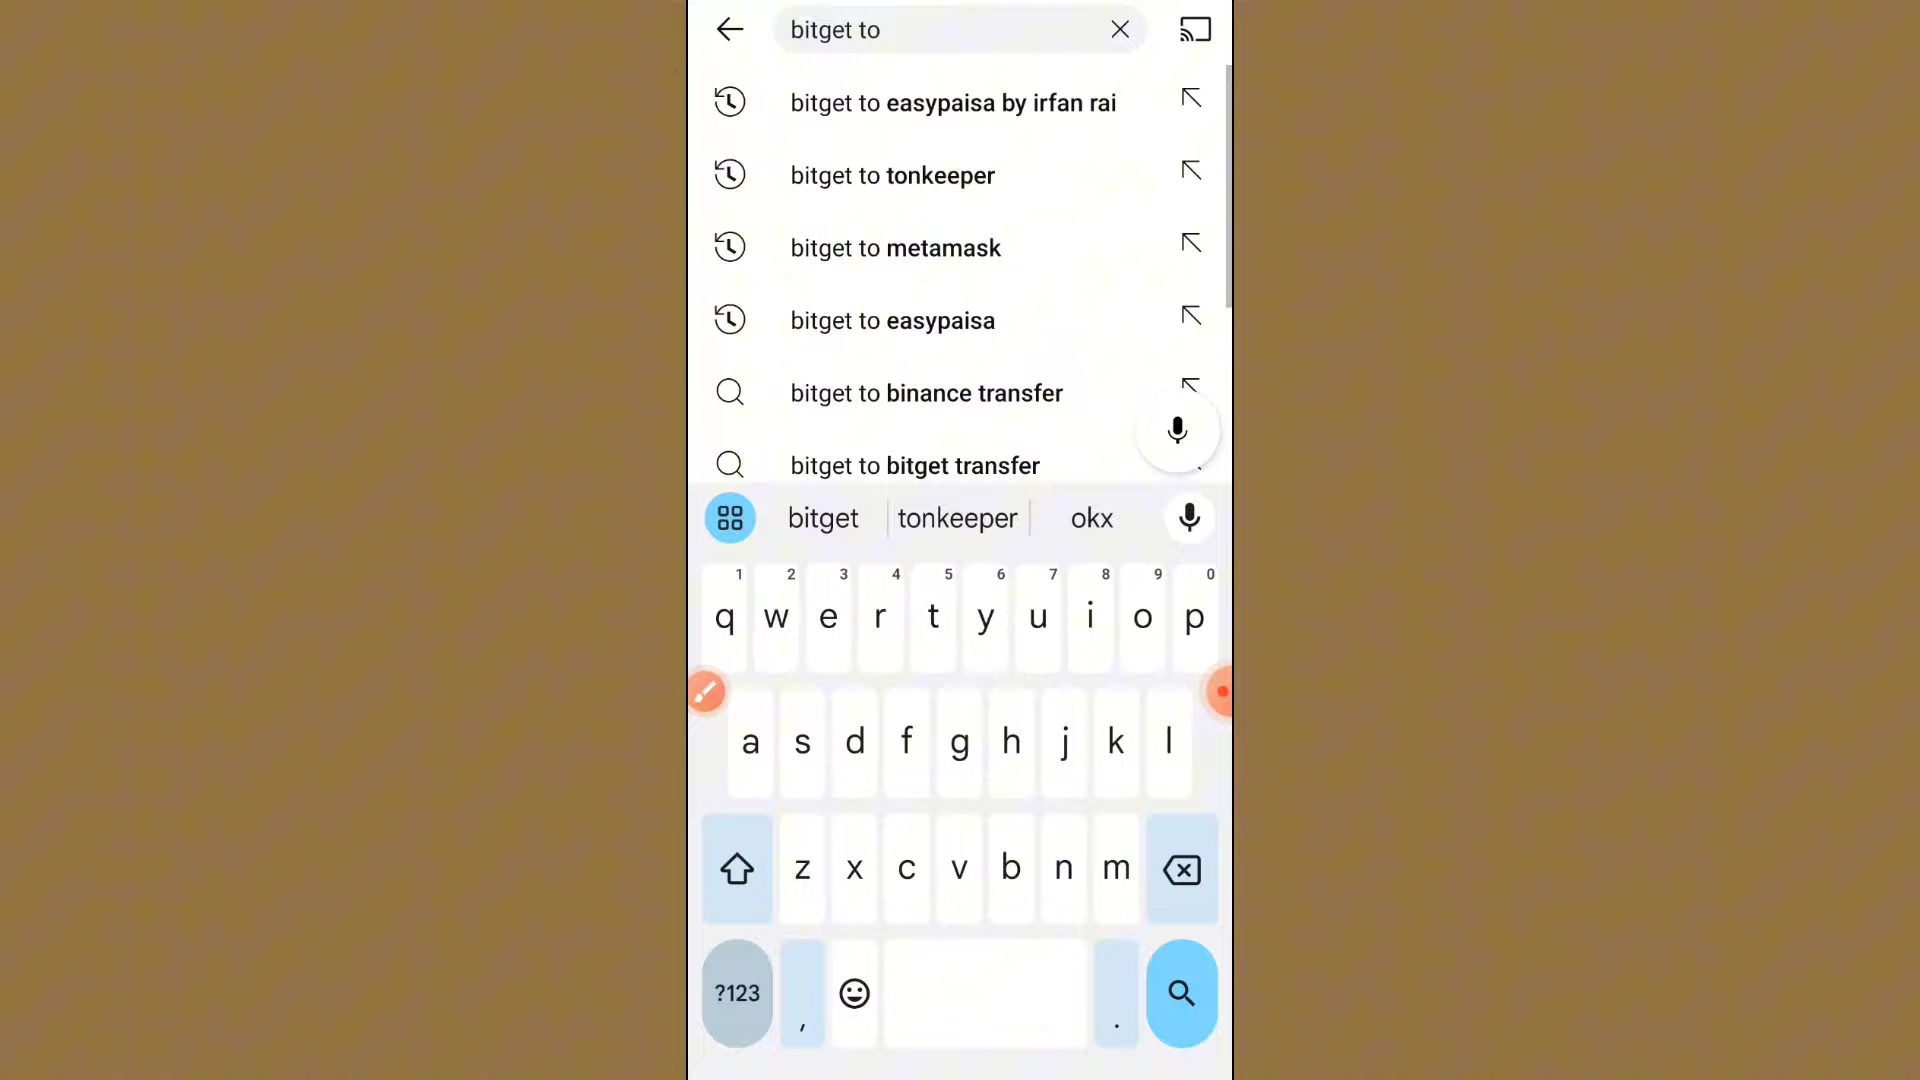 bitget to
bitget to easypaisa by irfan rai
bitget to tonkeeper
bitget to metamask
bitget to easypaisa
bitget to binance transfer
bitget to bitget transfer
bitget tonkeeper okx
1 2 3 4 5 6 7 8 9 0
q w e r t y u i o p
a s d f g h j k l
z x c v b n m
?123 , .